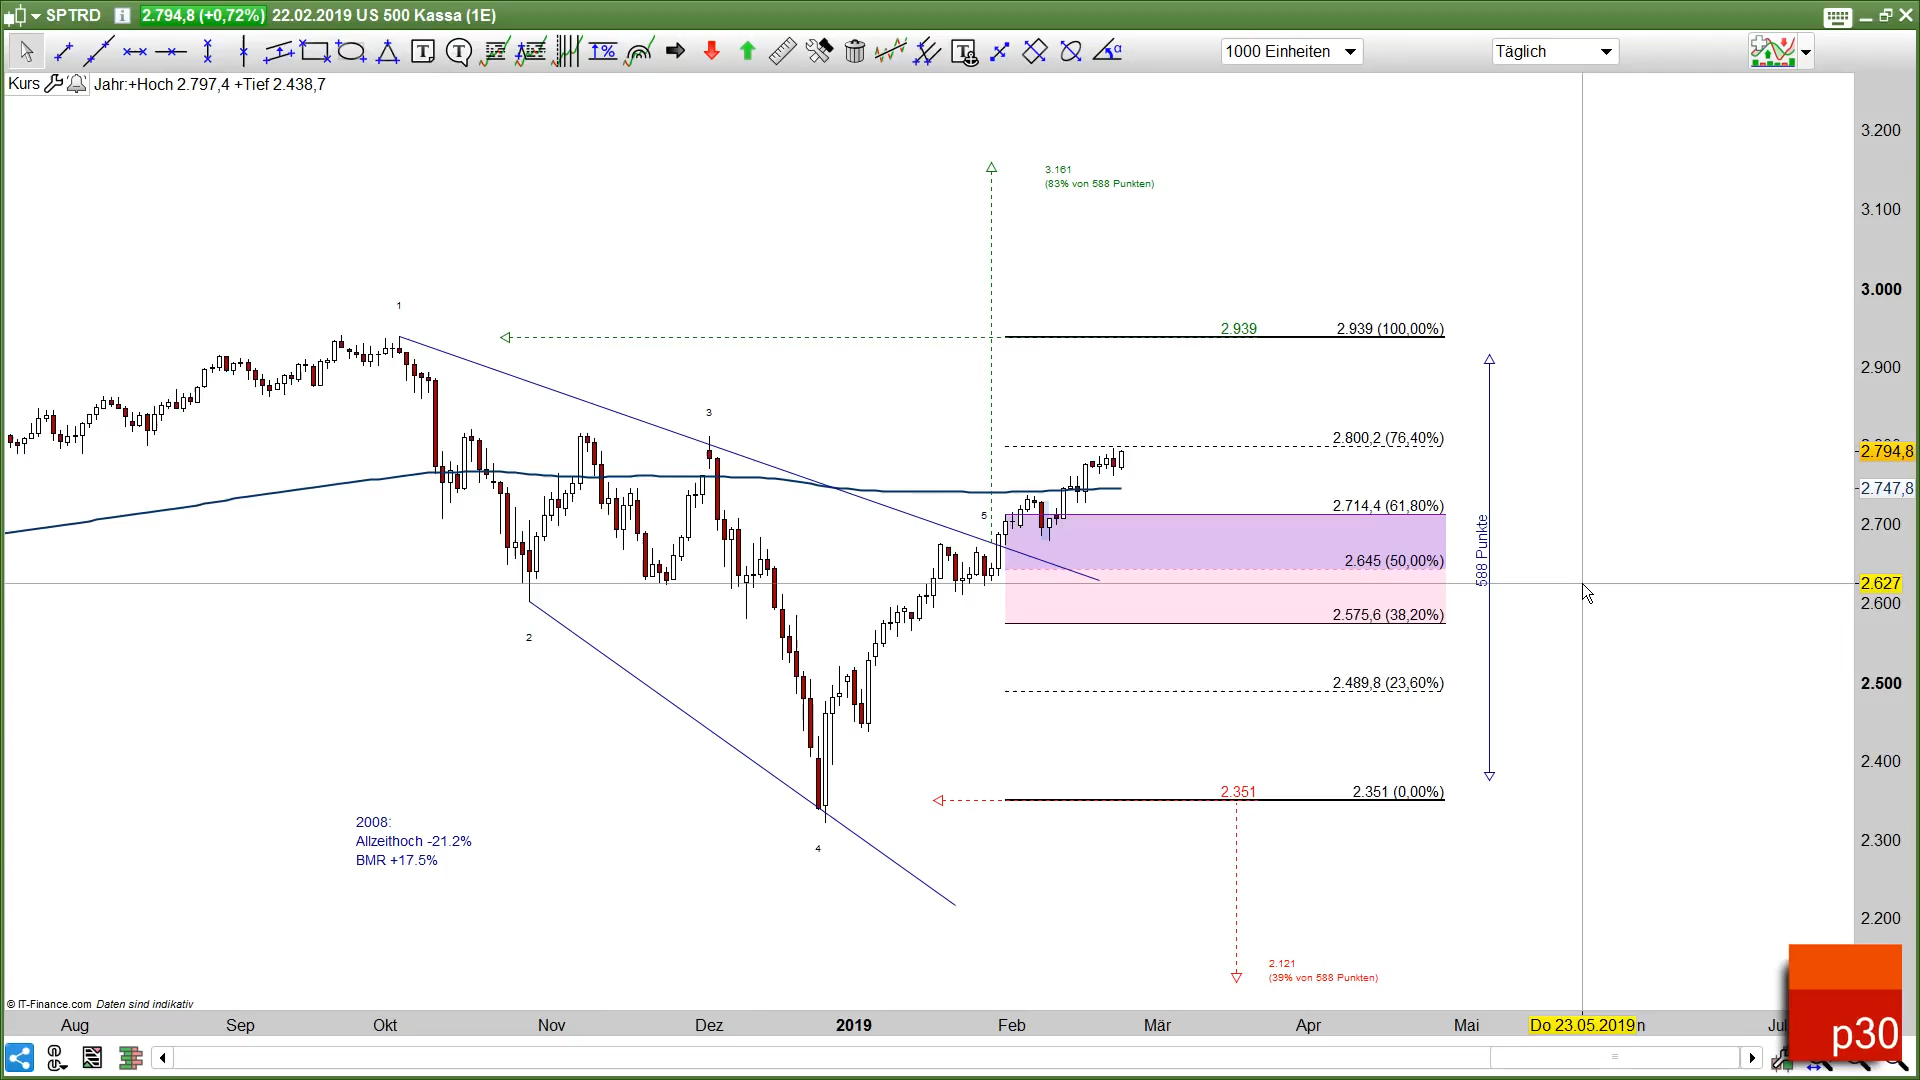 SPTRD 2.794,8 (+0,72%) 22.02.2019 US 500 Kassa (1E)
1000 Einheiten Täglich
Kurs Jahr:+Hoch 2.797,4 +Tief 2.438,7
3.200
3.161
(83% von 588 Punkten)
3.100
3.000
1
2.939 2.939 (100,00%)
2.900
3
2.800,2 (76,40%)
2.794,8
2.747,8
2.714,4 (61,80%)
5
2.700
2.645 (50,00%)
588 Punkte
2.627
2.600
2.575,6 (38,20%)
2
2.489,8 (23,60%)
2.500
2.400
2.351 2.351 (0,00%)
2008:
Allzeithoch -21.2%
BMR +17.5%
4
2.300
2.200
2.121
(39% von 588 Punkten)
© IT-Finance.com Daten sind indikativ
Aug Sep Okt Nov Dez 2019 Feb Mär Apr Mai Do 23.05.2019
p30